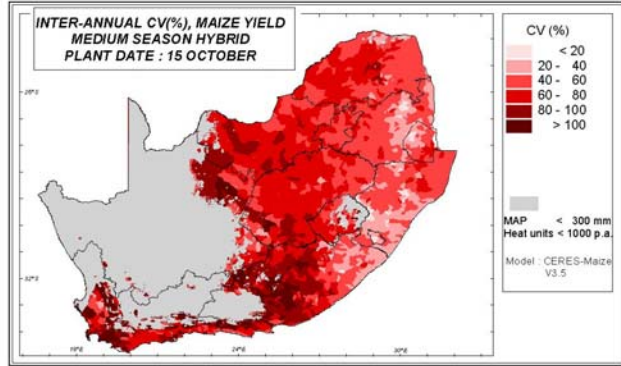 INTER-ANNUAL CV(%), MAIZE YIELD
MEDIUM SEASON HYBRID
PLANT DATE : 15 OCTOBER
CV (%)
< 20
20 - 40
40 - 60
60 - 80
80 - 100
> 100
MAP < 300 mm
Heat units < 1000 p.a.
Model : CERES-Maize
V3.5